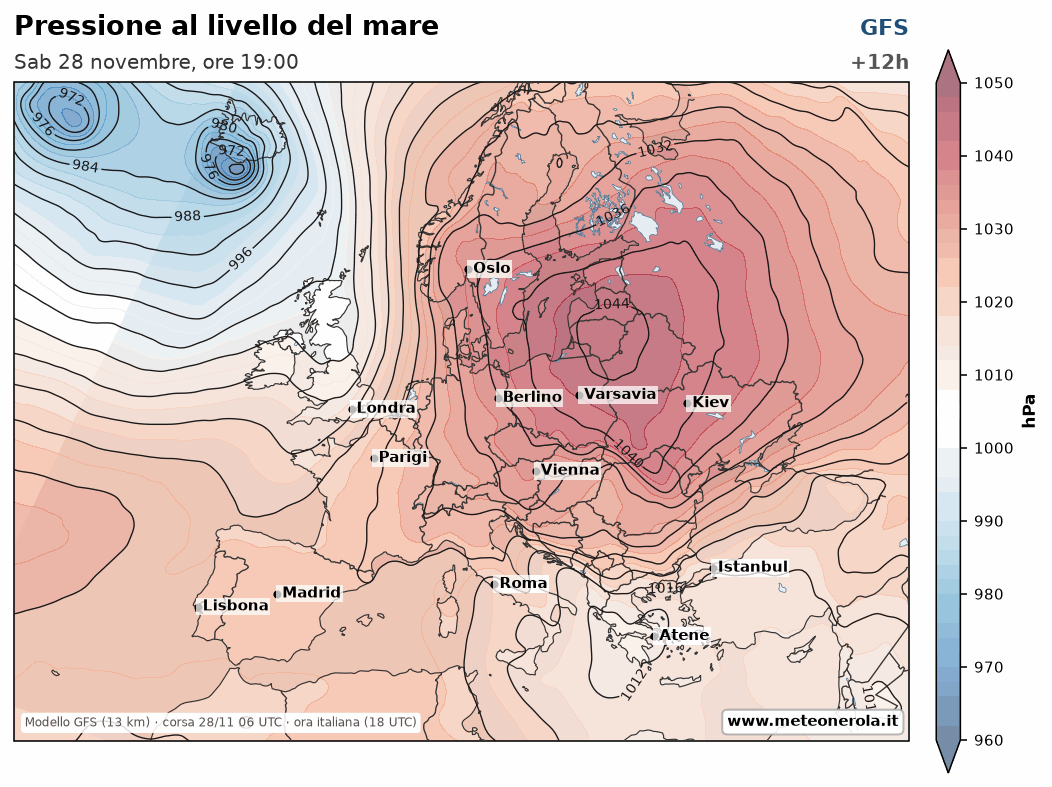 Pressione al livello del mare
GFS
Sab 28 novembre, ore 19:00
+12h
972
976
980
972
976
984
988
996
1032
1036
1044
1040
1016
1012
101
Oslo
Berlino
Varsavia
Kiev
Londra
Parigi
Vienna
Roma
Istanbul
Madrid
Lisbona
Atene
Modello GFS (13 km) · corsa 28/11 06 UTC · ora italiana (18 UTC)
www.meteonerola.it
1050
1040
1030
1020
1010
1000
990
980
970
960
hPa